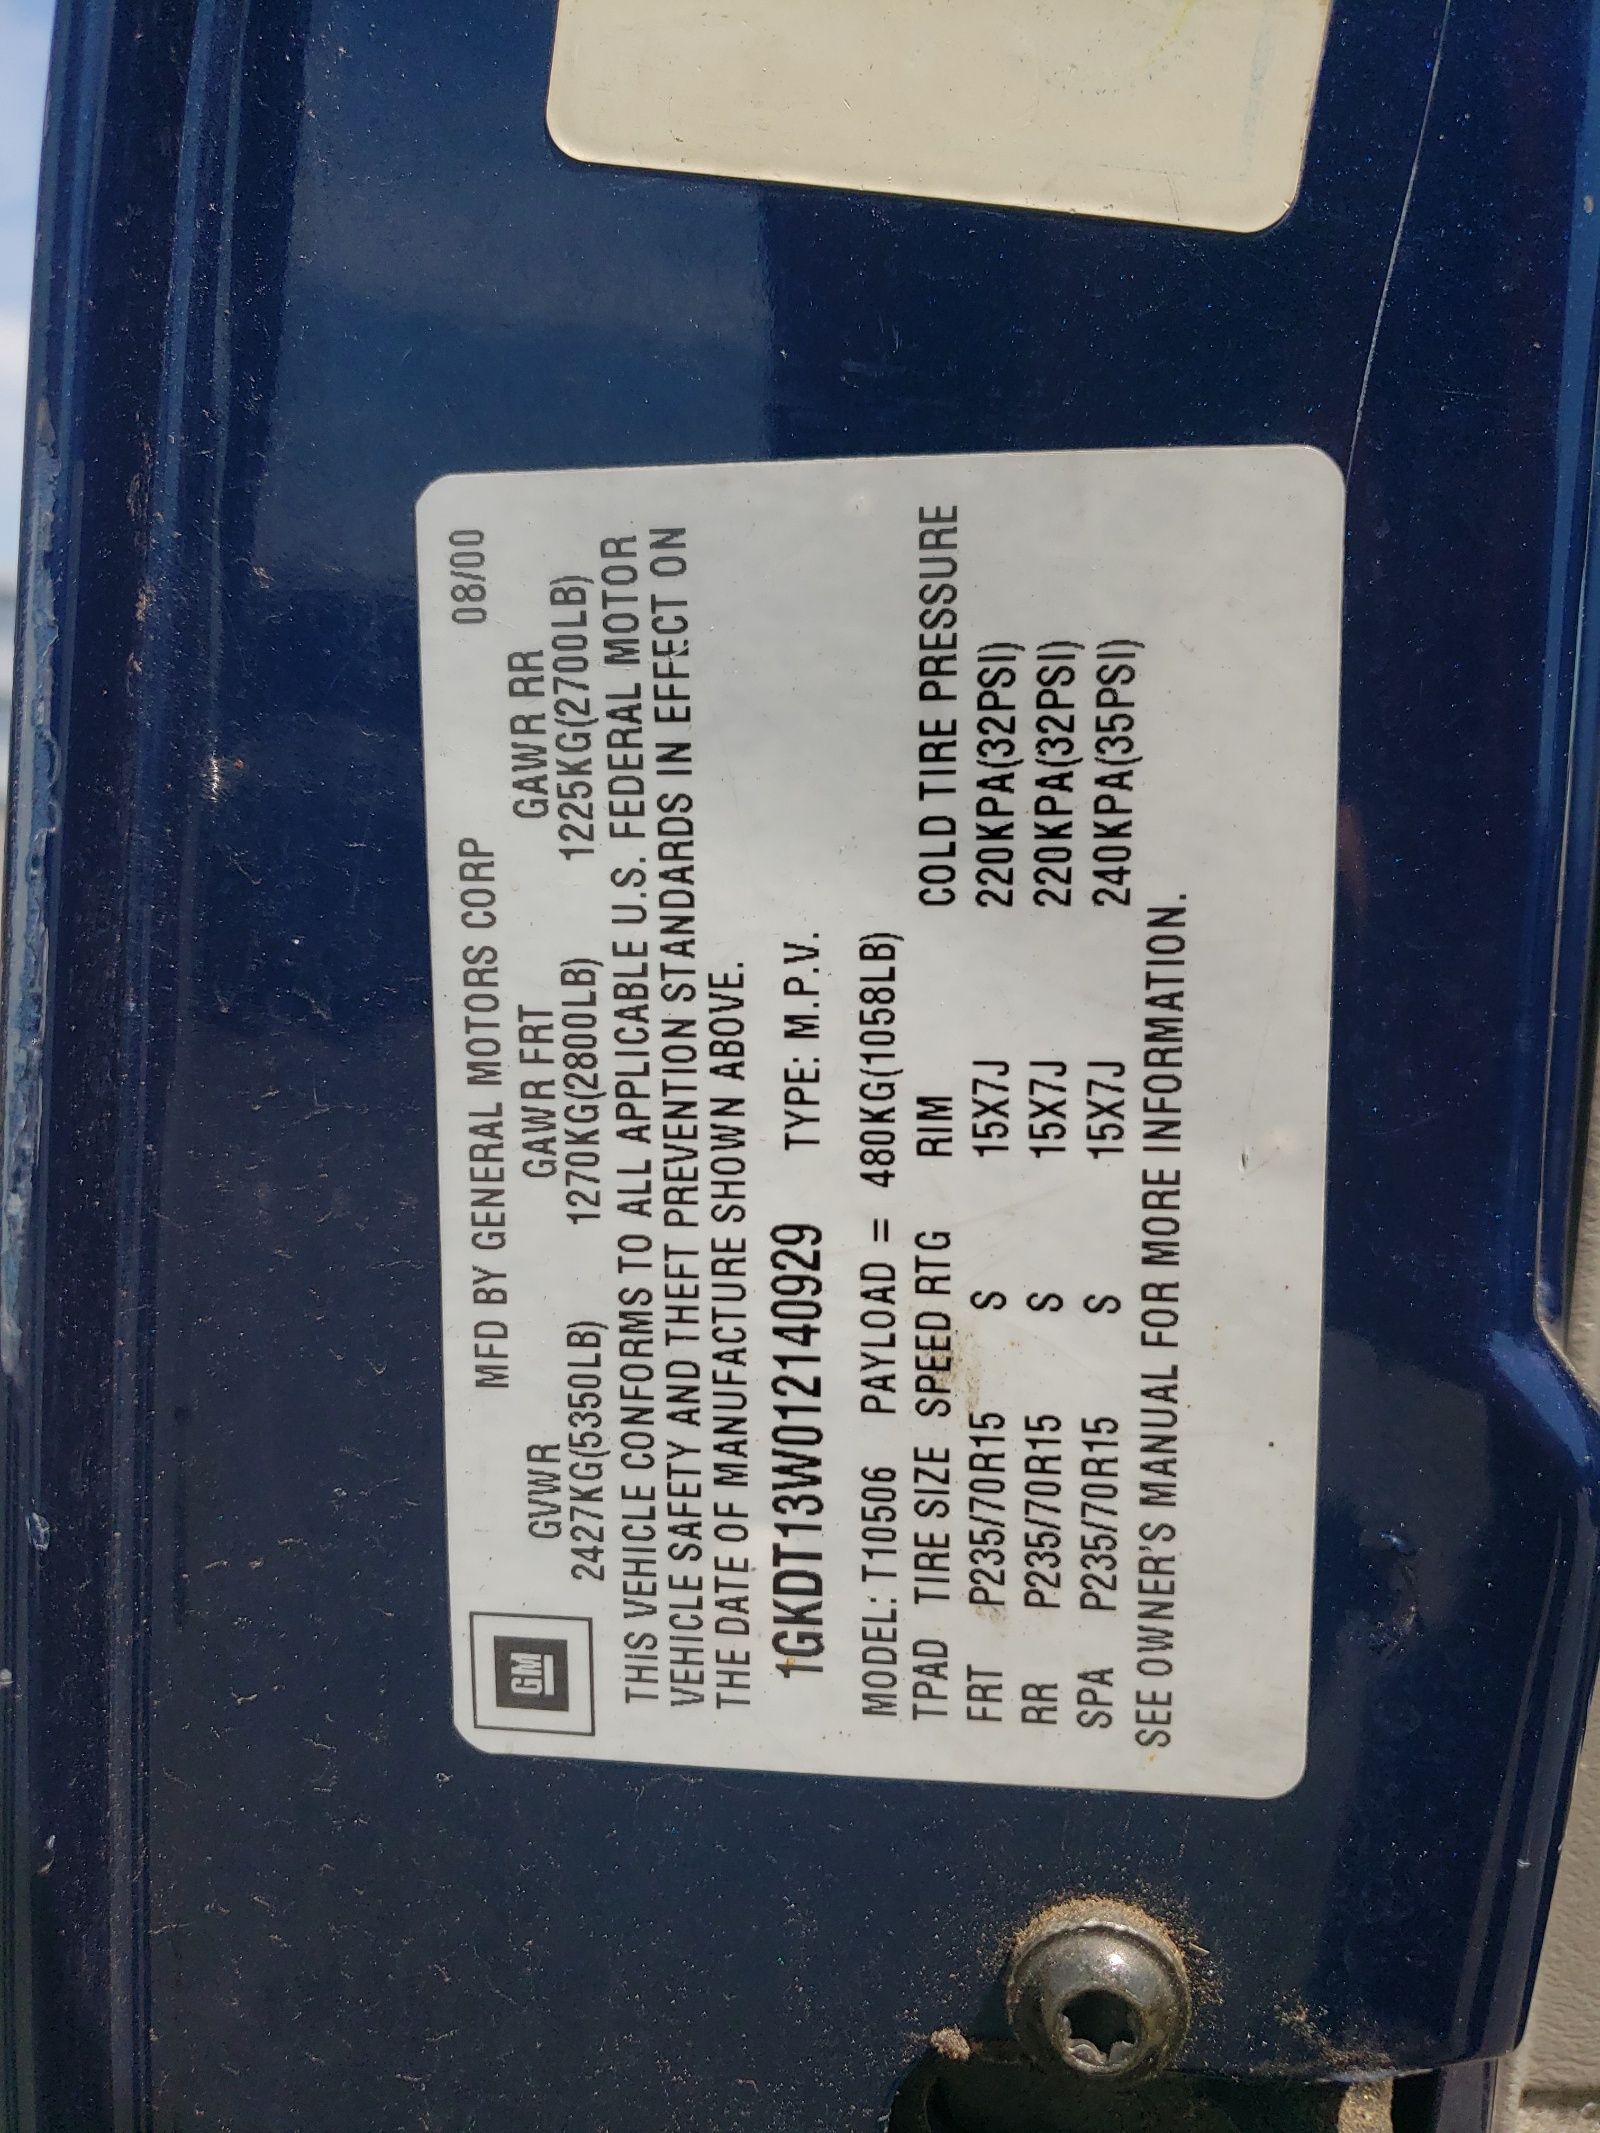 MFD BY GENERAL MOTORS CORP 08/00
GM
GVWR GAWR FRT GAWR RR
2427KG(5350LB) 1270KG(2800LB) 1225KG(2700LB)
THIS VEHICLE CONFORMS TO ALL APPLICABLE U.S. FEDERAL MOTOR
VEHICLE SAFETY AND THEFT PREVENTION STANDARDS IN EFFECT ON
THE DATE OF MANUFACTURE SHOWN ABOVE.
1GKDT13W012140929 TYPE: M.P.V.
MODEL: T10506 PAYLOAD = 480KG(1058LB)
TPAD TIRE SIZE SPEED RTG RIM COLD TIRE PRESSURE
FRT P235/70R15 S 15X7J 220KPA(32PSI)
RR P235/70R15 S 15X7J 220KPA(32PSI)
SPA P235/70R15 S 15X7J 240KPA(35PSI)
SEE OWNER'S MANUAL FOR MORE INFORMATION.